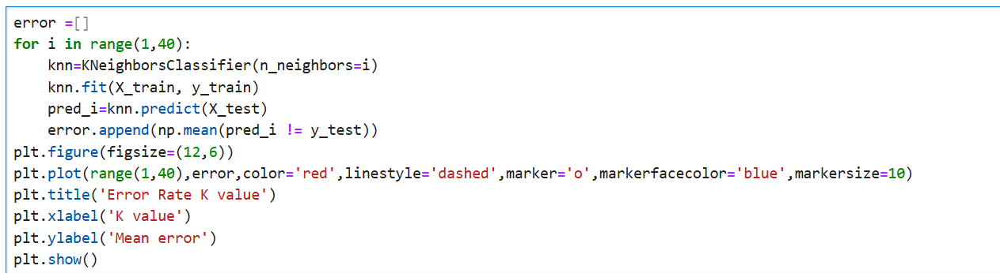 error =[]
for i in range(1,40):
    knn=KNeighborsClassifier(n_neighbors=i)
    knn.fit(X_train, y_train)
    pred_i=knn.predict(X_test)
    error.append(np.mean(pred_i != y_test))
plt.figure(figsize=(12,6))
plt.plot(range(1,40),error,color='red',linestyle='dashed',marker='o',markerfacecolor='blue',markersize=10)
plt.title('Error Rate K value')
plt.xlabel('K value')
plt.ylabel('Mean error')
plt.show()